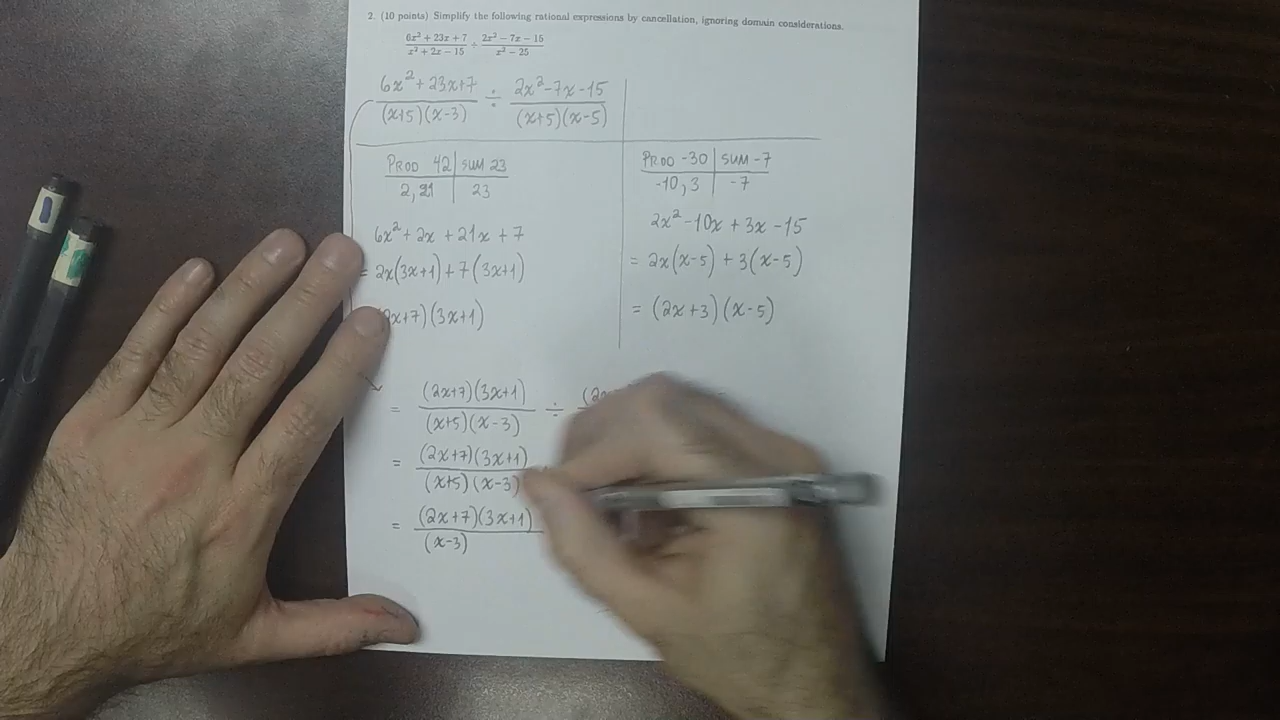 2. (10 points) Simplify the following rational expressions by cancellation, ignoring domain considerations.
6x² + 23x + 7 / x² + 2x − 15 ÷ 2x² − 7x − 15 / x² − 25
6x² + 23x + 7 / (x+5)(x-3) ÷ 2x² - 7x - 15 / (x+5)(x-5)
PROD 42 | SUM 23
2, 21 | 23
6x² + 2x + 21x + 7
= 2x(3x+1) + 7(3x+1)
2x+7)(3x+1)
PROD -30 | SUM -7
-10, 3 | -7
2x² - 10x + 3x - 15
= 2x(x-5) + 3(x-5)
= (2x+3)(x-5)
= (2x+7)(3x+1) / (x+5)(x-3) ÷ (2x
= (2x+7)(3x+1) / (x+5)(x-3)
= (2x+7)(3x+1) / (x-3)